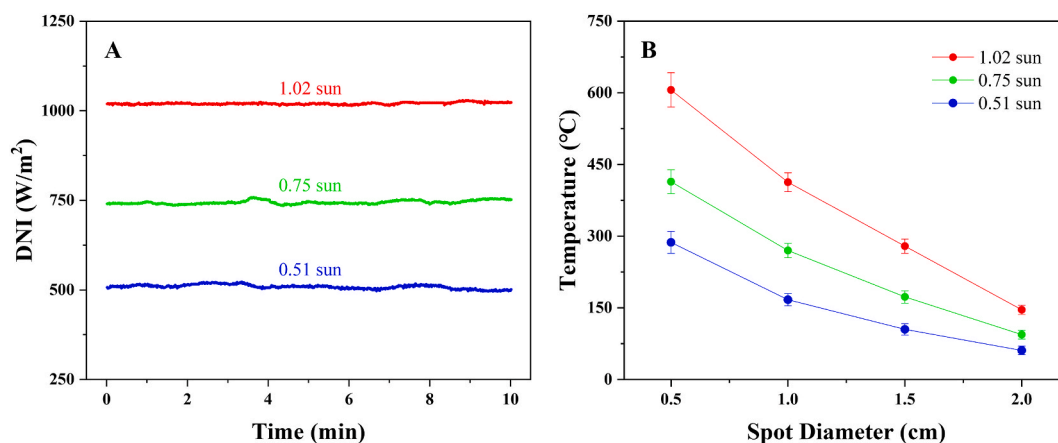 A
1.02 sun
0.75 sun
0.51 sun
DNI (W/m²)
1250
1000
750
500
250
0
2
4
6
8
10
Time (min)
B
1.02 sun
0.75 sun
0.51 sun
Temperature (℃)
750
600
450
300
150
0
0.5
1.0
1.5
2.0
Spot Diameter (cm)